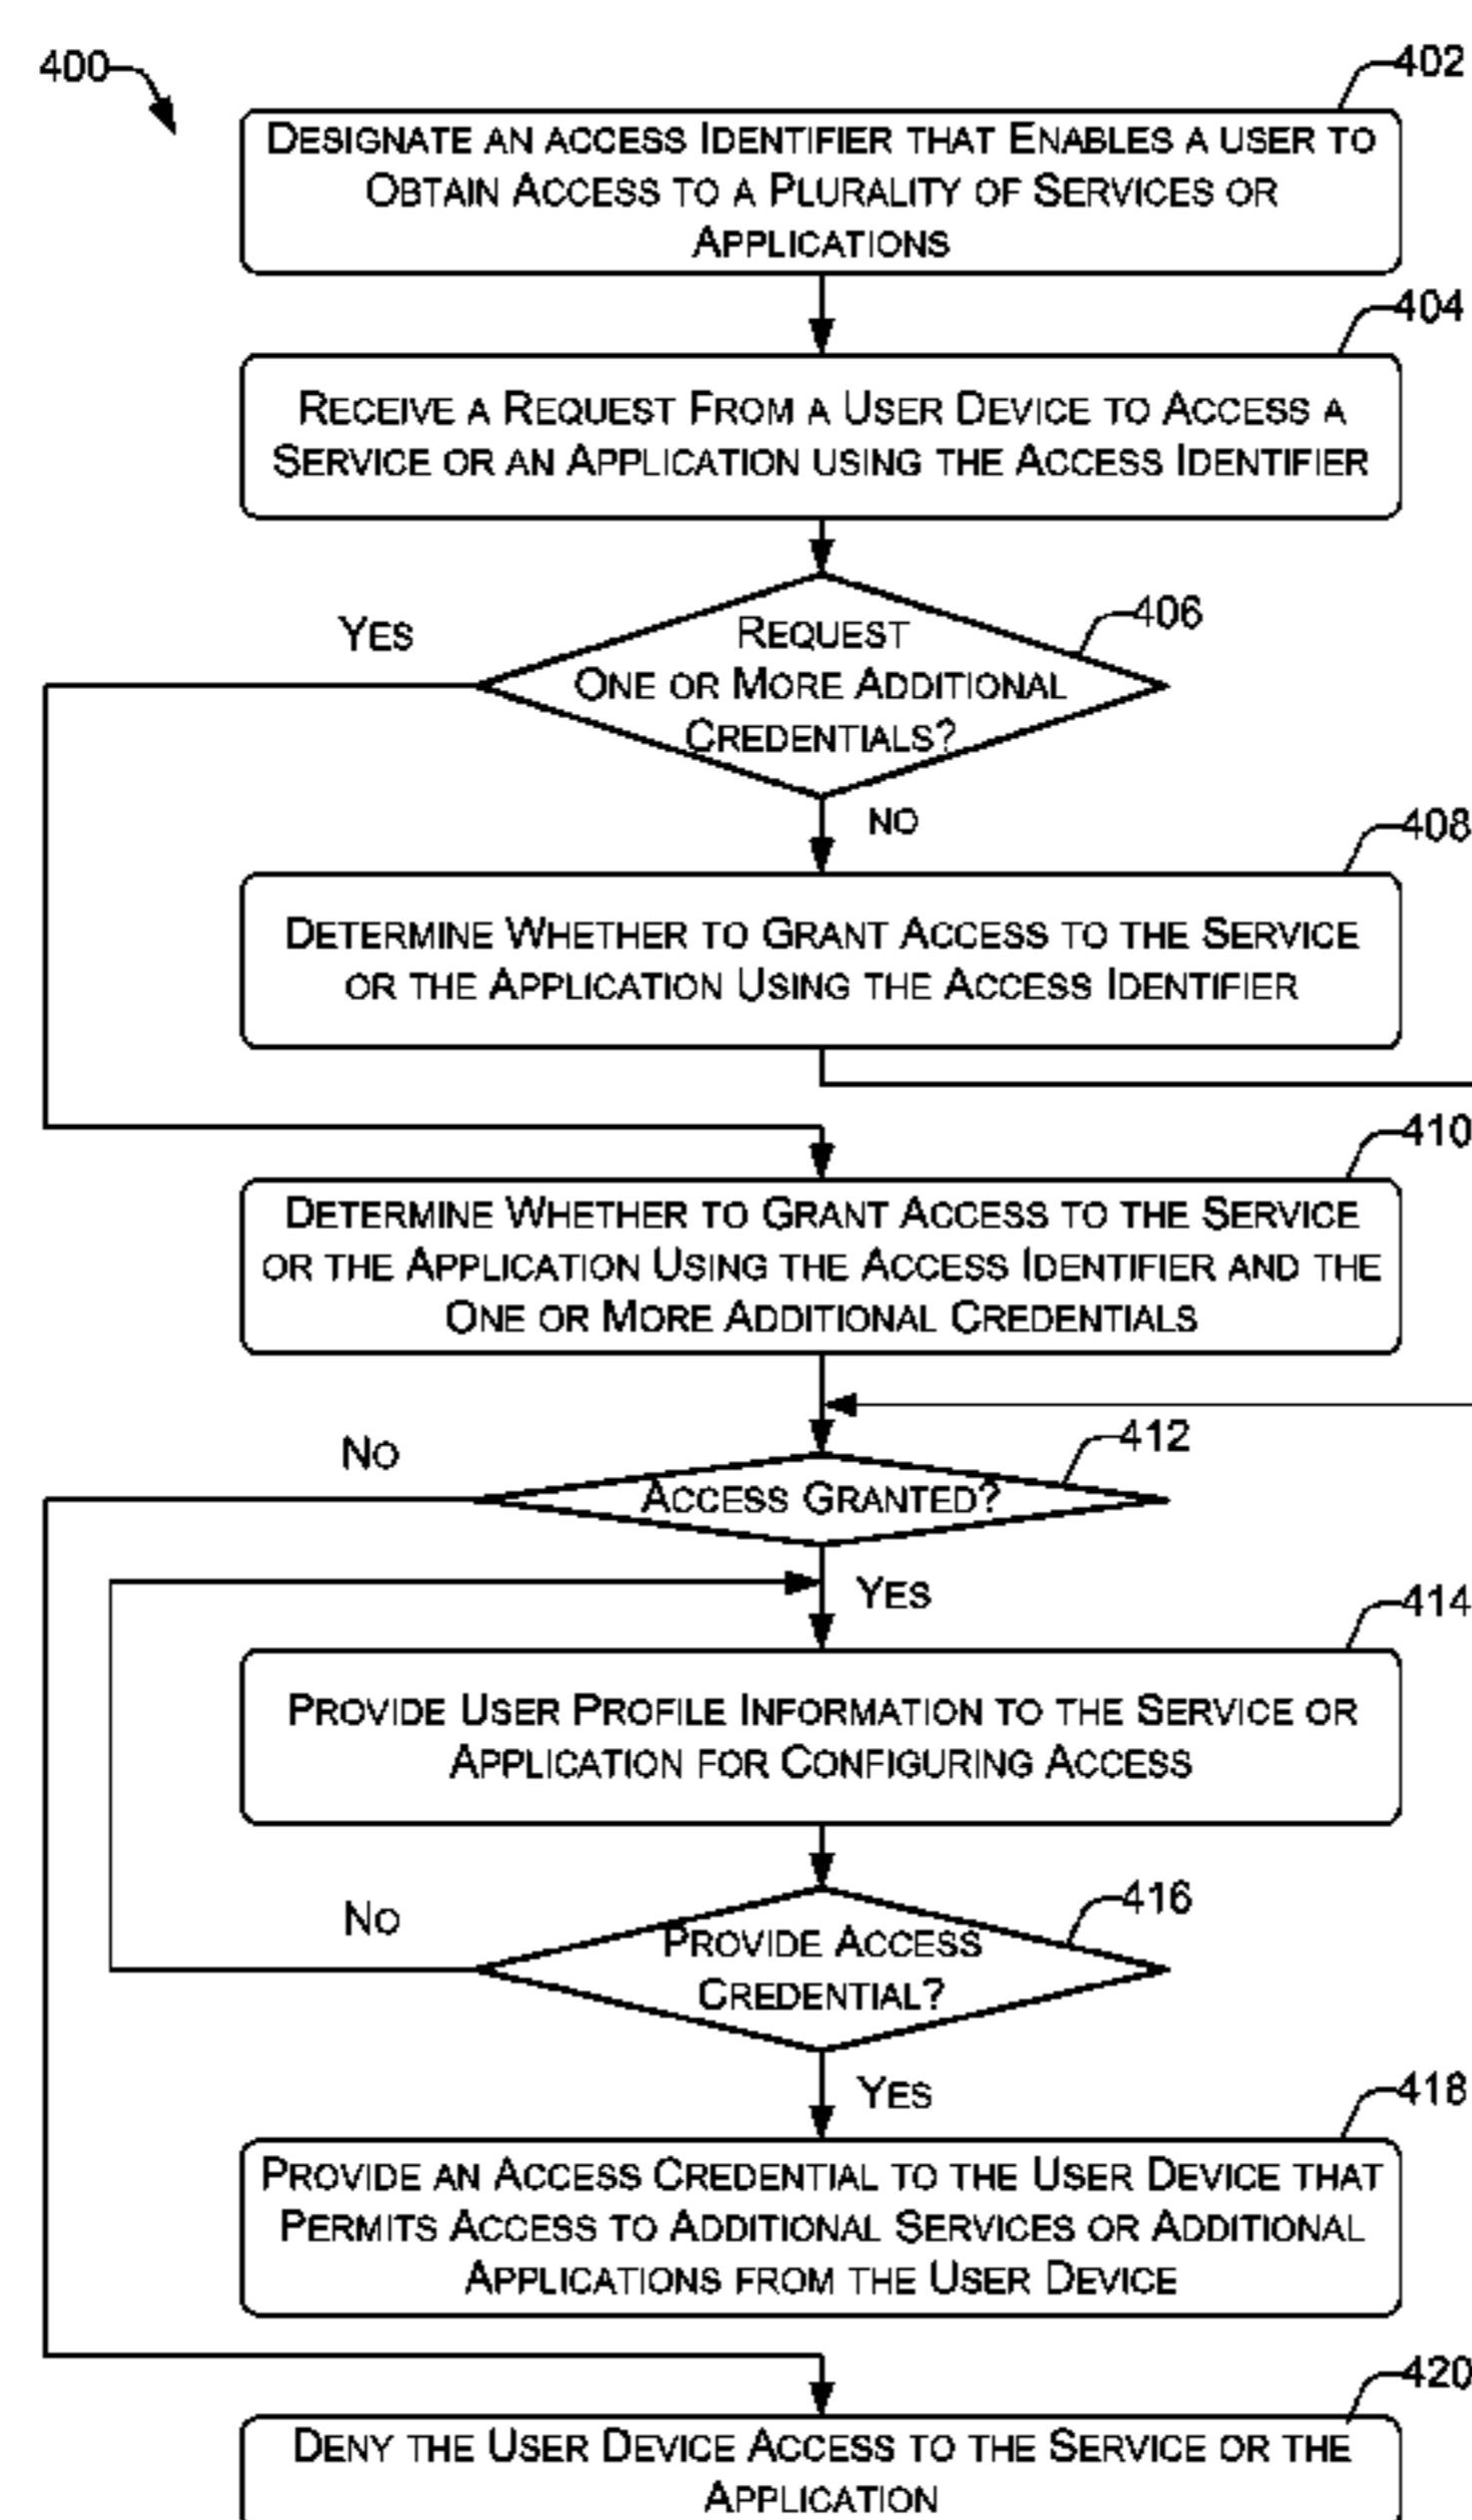 400
402
DESIGNATE AN ACCESS IDENTIFIER THAT ENABLES A USER TO
OBTAIN ACCESS TO A PLURALITY OF SERVICES OR
APPLICATIONS
404
RECEIVE A REQUEST FROM A USER DEVICE TO ACCESS A
SERVICE OR AN APPLICATION USING THE ACCESS IDENTIFIER
406
YES
REQUEST
ONE OR MORE ADDITIONAL
CREDENTIALS?
NO
408
DETERMINE WHETHER TO GRANT ACCESS TO THE SERVICE
OR THE APPLICATION USING THE ACCESS IDENTIFIER
410
DETERMINE WHETHER TO GRANT ACCESS TO THE SERVICE
OR THE APPLICATION USING THE ACCESS IDENTIFIER AND THE
ONE OR MORE ADDITIONAL CREDENTIALS
412
NO
ACCESS GRANTED?
YES
414
PROVIDE USER PROFILE INFORMATION TO THE SERVICE OR
APPLICATION FOR CONFIGURING ACCESS
416
NO
PROVIDE ACCESS
CREDENTIAL?
YES
418
PROVIDE AN ACCESS CREDENTIAL TO THE USER DEVICE THAT
PERMITS ACCESS TO ADDITIONAL SERVICES OR ADDITIONAL
APPLICATIONS FROM THE USER DEVICE
420
DENY THE USER DEVICE ACCESS TO THE SERVICE OR THE
APPLICATION